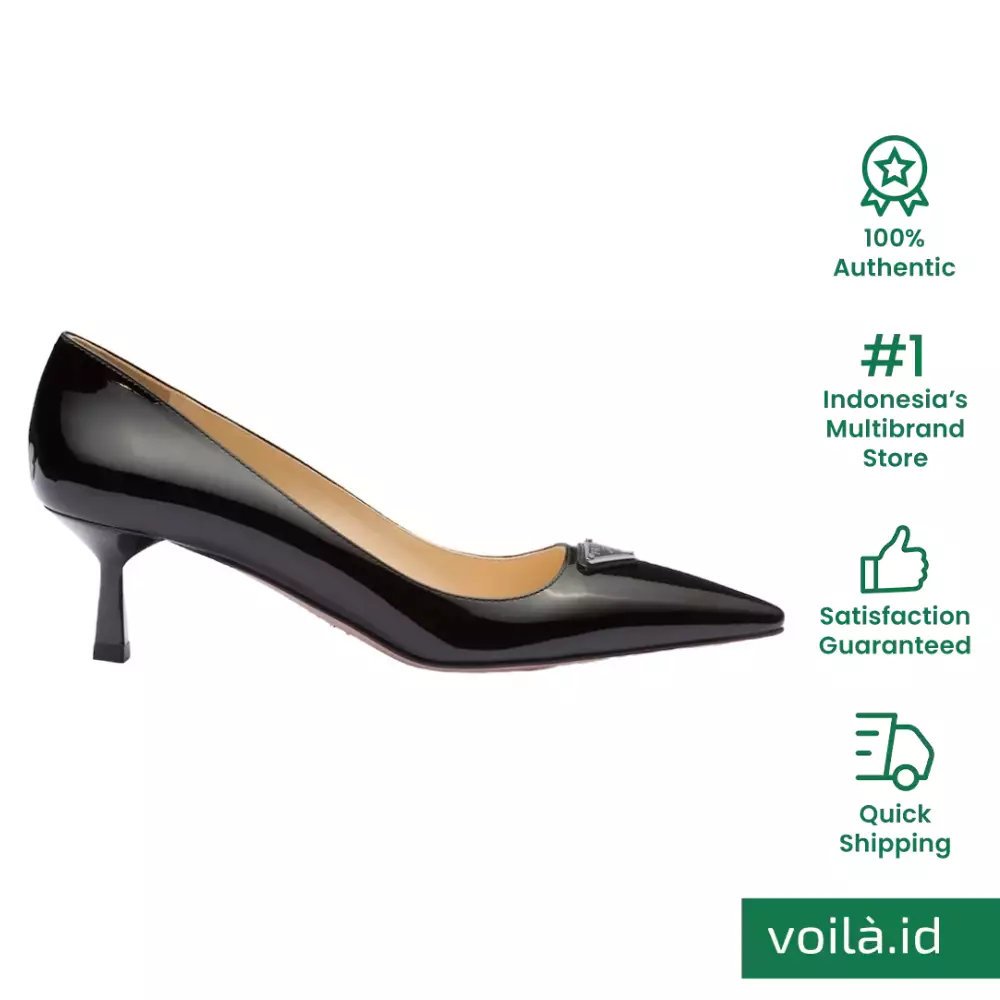 100%
Authentic
#1
Indonesia's
Multibrand
Store
Satisfaction
Guaranteed
Quick
Shipping
voilà.id